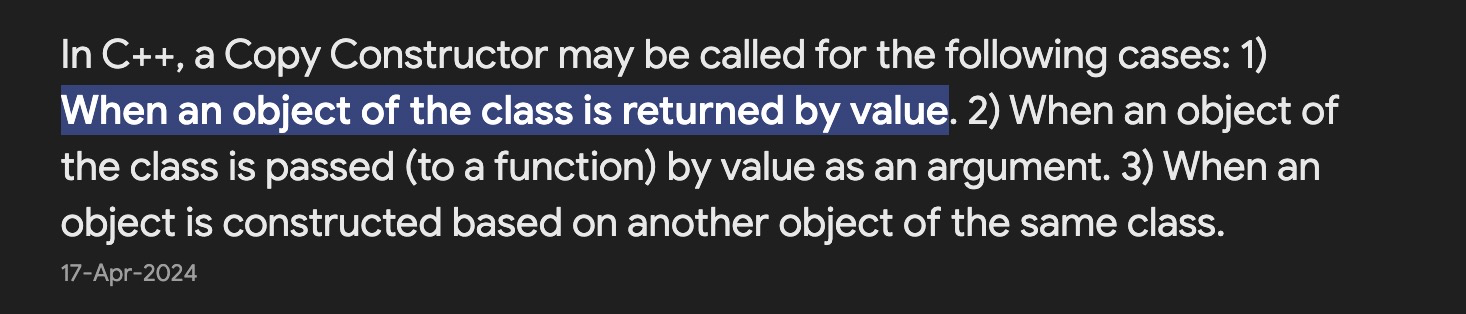 In C++, a Copy Constructor may be called for the following cases: 1)
When an object of the class is returned by value. 2) When an object of
the class is passed (to a function) by value as an argument. 3) When an
object is constructed based on another object of the same class.
17-Apr-2024